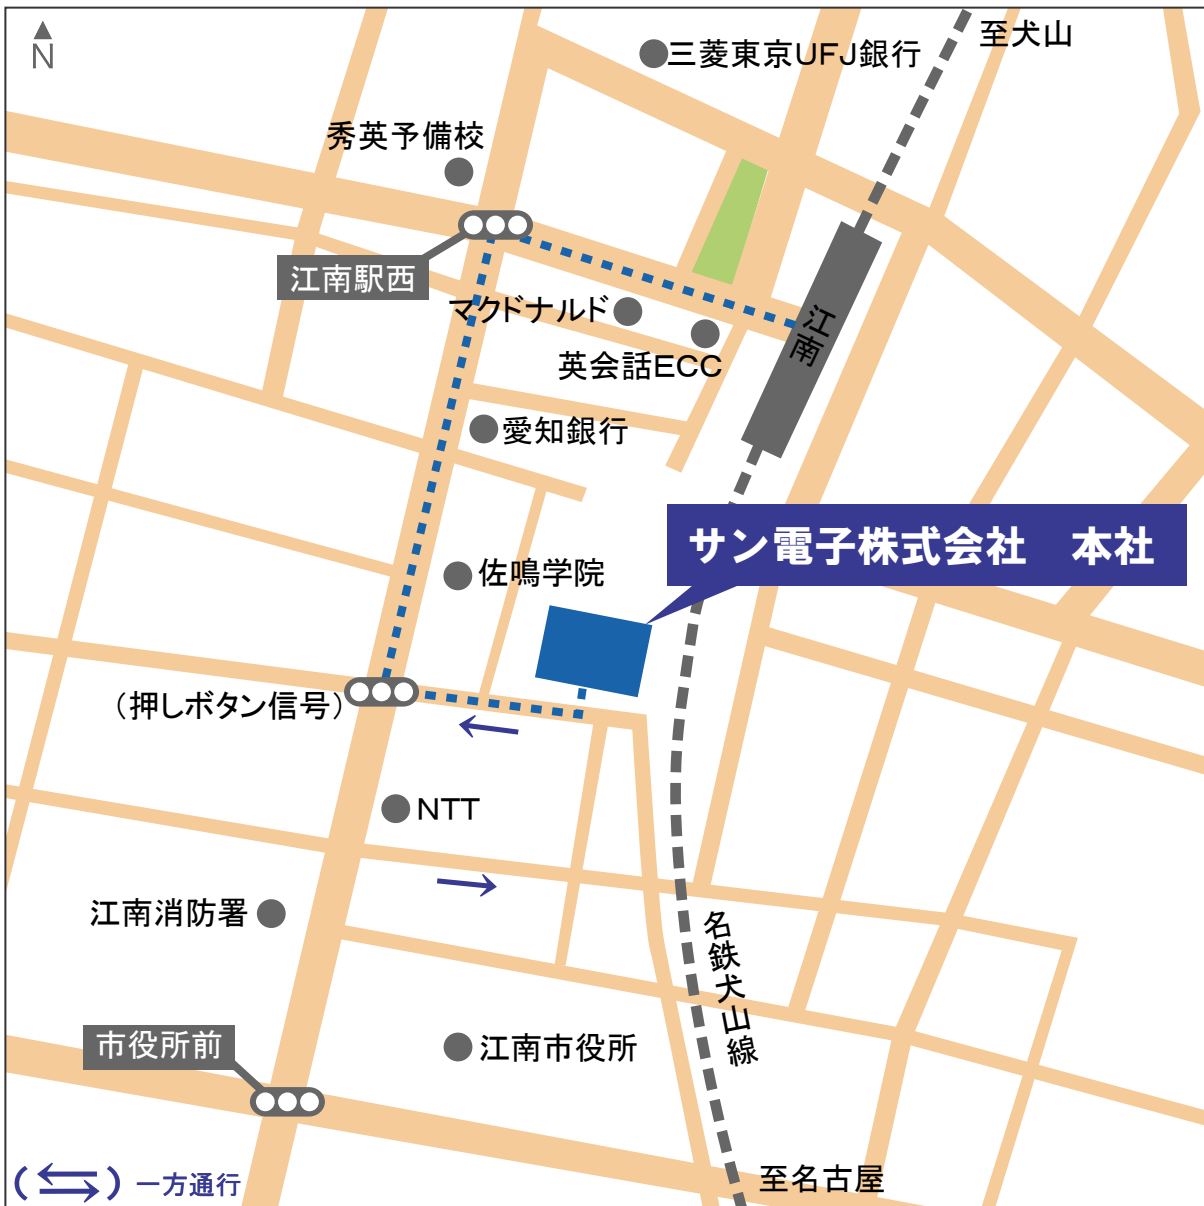 N
至犬山
三菱東京UFJ銀行
秀英予備校
江南駅西
マクドナルド
江南
英会話ECC
愛知銀行
サン電子株式会社　本社
佐鳴学院
（押しボタン信号）
NTT
江南消防署
名鉄犬山線
市役所前
江南市役所
至名古屋
(⇆) 一方通行